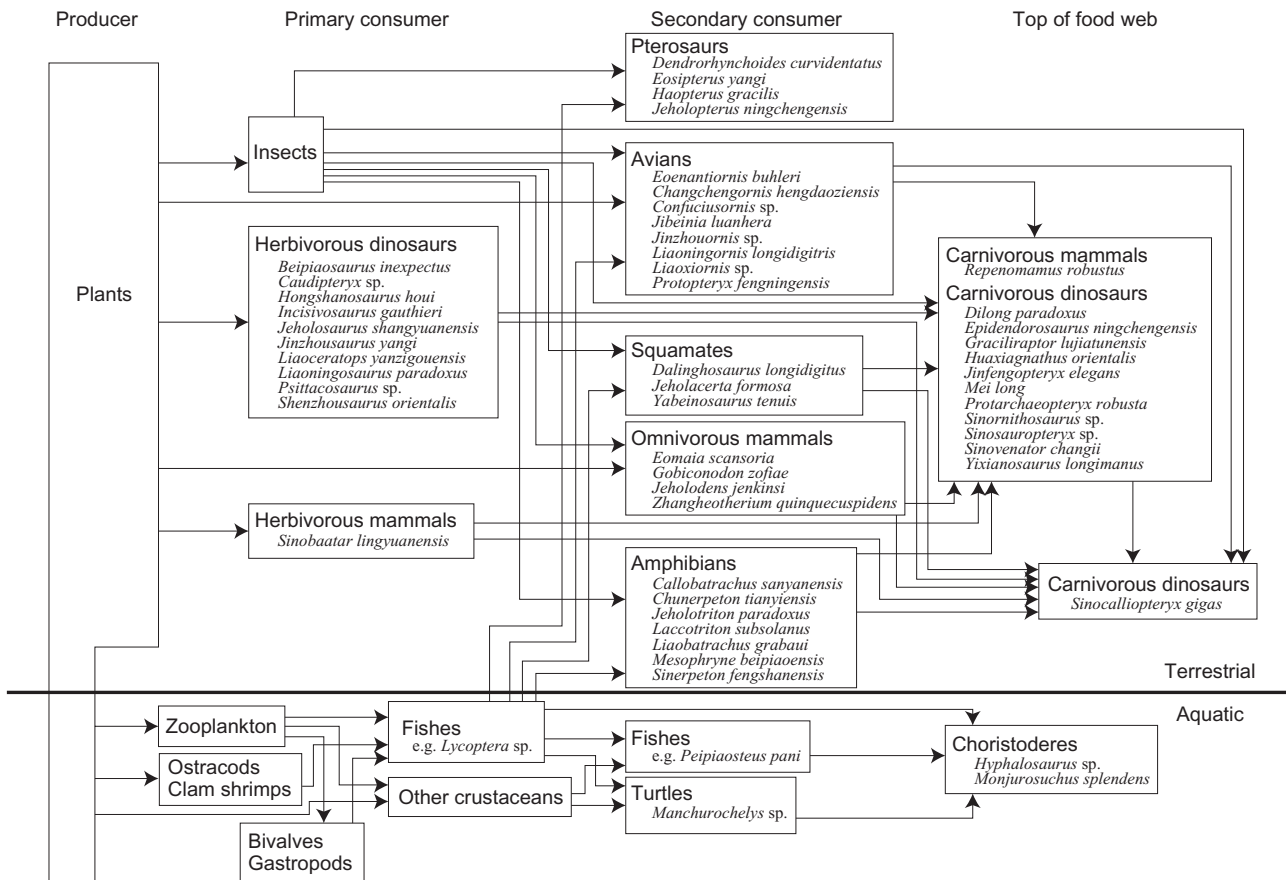 Producer
Primary consumer
Secondary consumer
Top of food web
Plants
Insects
Herbivorous dinosaurs
Beipiaosaurus inexpectus
Caudipteryx sp.
Hongshanosaurus houi
Incisivosaurus gauthieri
Jeholosaurus shangyuanensis
Jinzhousaurus yangi
Liaoceratops yanzigouensis
Liaoningosaurus paradoxus
Psittacosaurus sp.
Shenzhousaurus orientalis
Herbivorous mammals
Sinobaatar lingyuanensis
Pterosaurs
Dendrorhynchoides curvidentatus
Eosipterus yangi
Haopterus gracilis
Jeholopterus ningchengensis
Avians
Eoenantiornis buhleri
Changchengornis hengdaoziensis
Confuciusornis sp.
Jibeinia luanhera
Jinzhouornis sp.
Liaoningornis longidigitris
Liaoxiornis sp.
Protopteryx fengningensis
Squamates
Dalinghosaurus longidigitus
Jeholacerta formosa
Yabeinosaurus tenuis
Omnivorous mammals
Eomaia scansoria
Gobiconodon zofiae
Jeholodens jenkinsi
Zhangheotherium quinquecuspidens
Amphibians
Callobatrachus sanyanensis
Chunerpeton tianyiensis
Jeholotriton paradoxus
Laccotriton subsolanus
Liaobatrachus grabaui
Mesophryne beipiaoensis
Sinerpeton fengshanensis
Carnivorous mammals
Repenomamus robustus
Carnivorous dinosaurs
Dilong paradoxus
Epidendorosaurus ningchengensis
Graciliraptor lujiatunensis
Huaxiagnathus orientalis
Jinfengopteryx elegans
Mei long
Protarchaeopteryx robusta
Sinornithosaurus sp.
Sinosauropteryx sp.
Sinovenator changii
Yixianosaurus longimanus
Carnivorous dinosaurs
Sinocalliopteryx gigas
Terrestrial
Aquatic
Zooplankton
Ostracods
Clam shrimps
Bivalves
Gastropods
Fishes
e.g. Lycoptera sp.
Other crustaceans
Fishes
e.g. Peipiaosteus pani
Turtles
Manchurochelys sp.
Choristoderes
Hyphalosaurus sp.
Monjurosuchus splendens